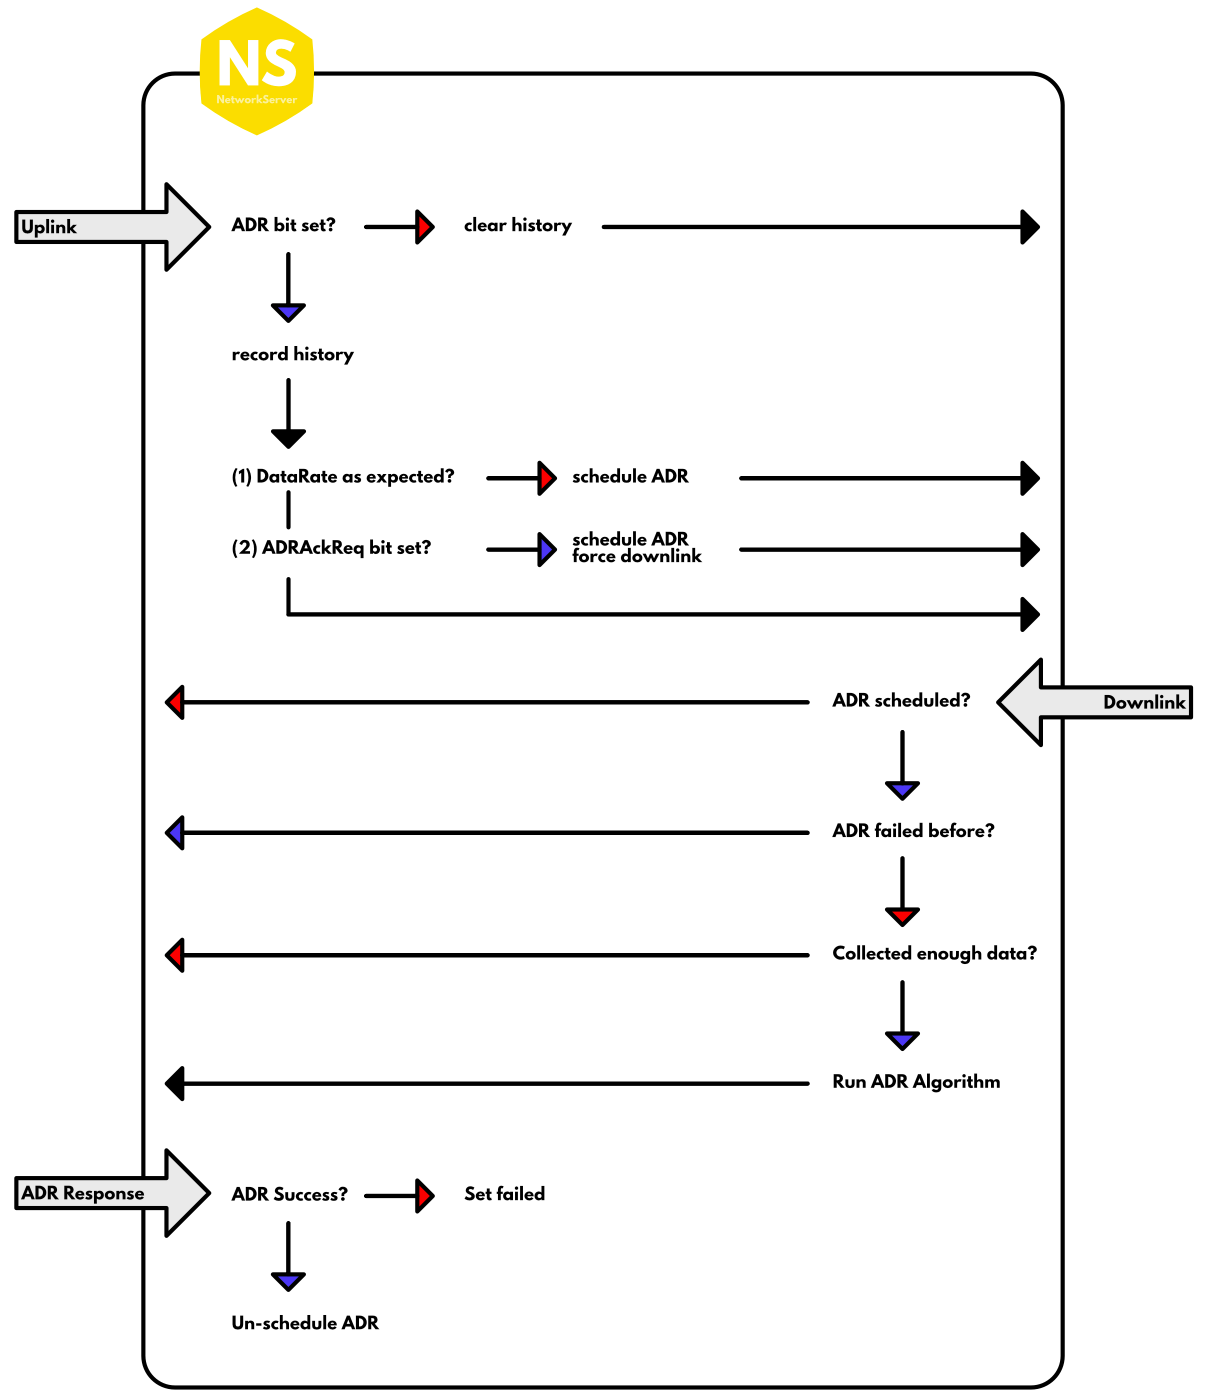 NS
NetworkServer
Uplink
ADR bit set?
clear history
record history
(1) DataRate as expected?
schedule ADR
(2) ADRAckReq bit set?
schedule ADR
force downlink
ADR scheduled?
Downlink
ADR failed before?
Collected enough data?
Run ADR Algorithm
ADR Response
ADR Success?
Set failed
Un-schedule ADR